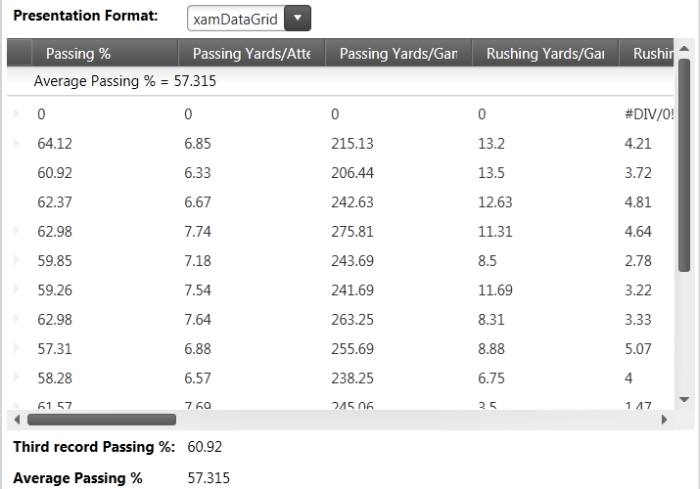 Presentation Format: xamDataGrid
Passing % Passing Yards/Atte Passing Yards/Gan Rushing Yards/Gai Rushir
Average Passing % = 57.315
0 0 0 0 #DIV/0!
64.12 6.85 215.13 13.2 4.21
60.92 6.33 206.44 13.5 3.72
62.37 6.67 242.63 12.63 4.81
62.98 7.74 275.81 11.31 4.64
59.85 7.18 243.69 8.5 2.78
59.26 7.54 241.69 11.69 3.22
62.98 7.64 263.25 8.31 3.33
57.31 6.88 255.69 8.88 5.07
58.28 6.57 238.25 6.75 4
61.57 7.69 245.06 3.5 1.47
Third record Passing %: 60.92
Average Passing % 57.315